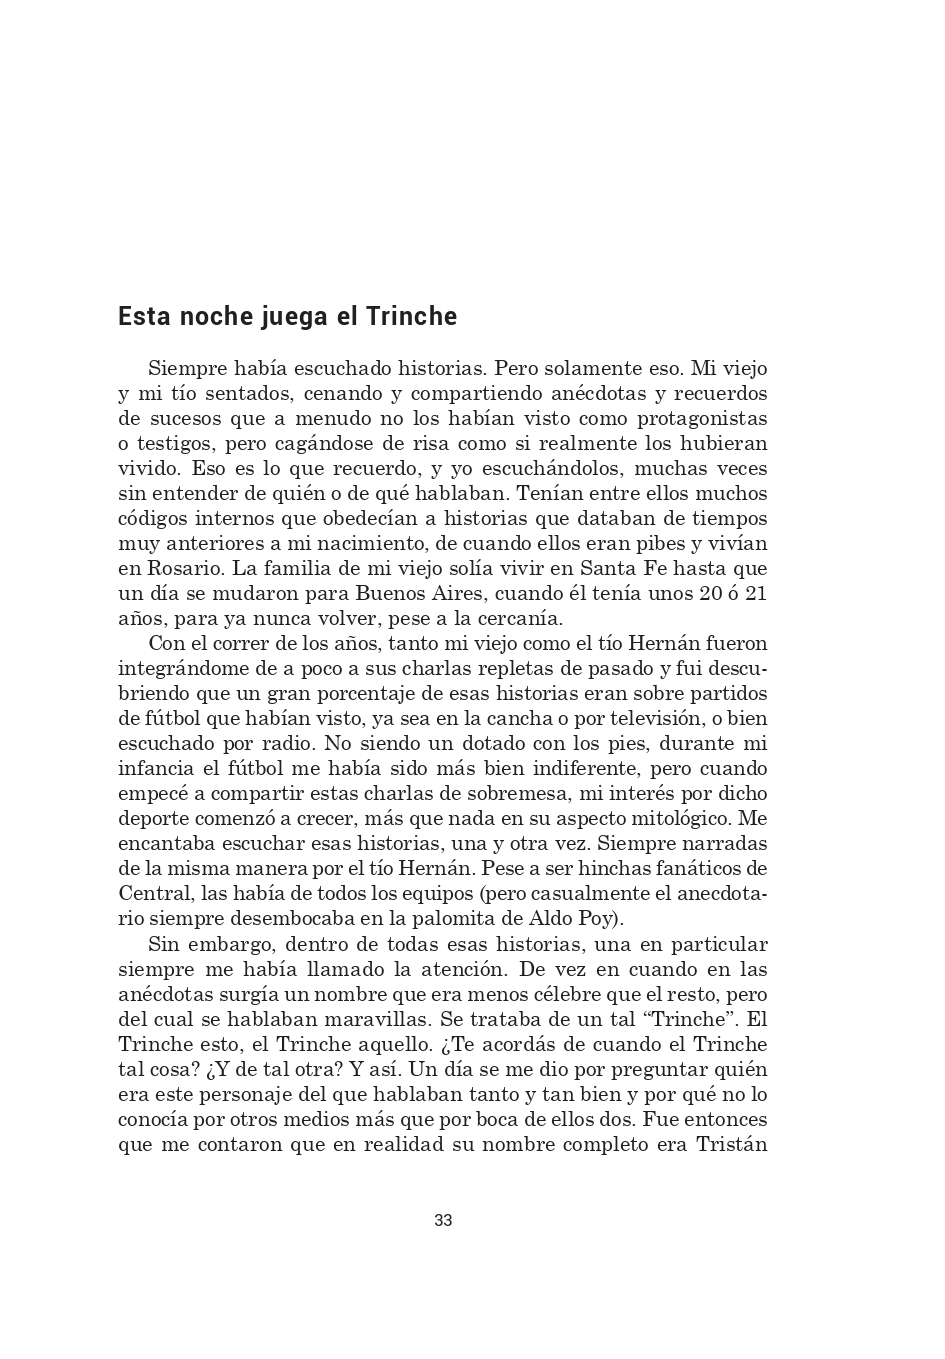 Esta noche juega el Trinche
Siempre había escuchado historias. Pero solamente eso. Mi viejo
y mi tío sentados, cenando y compartiendo anécdotas y recuerdos
de sucesos que a menudo no los habían visto como protagonistas
o testigos, pero cagándose de risa como si realmente los hubieran
vivido. Eso es lo que recuerdo, y yo escuchándolos, muchas veces
sin entender de quién o de qué hablaban. Tenían entre ellos muchos
códigos internos que obedecían a historias que databan de tiempos
muy anteriores a mi nacimiento, de cuando ellos eran pibes y vivían
en Rosario. La familia de mi viejo solía vivir en Santa Fe hasta que
un día se mudaron para Buenos Aires, cuando él tenía unos 20 ó 21
años, para ya nunca volver, pese a la cercanía.
Con el correr de los años, tanto mi viejo como el tío Hernán fueron
integrándome de a poco a sus charlas repletas de pasado y fui descu-
briendo que un gran porcentaje de esas historias eran sobre partidos
de fútbol que habían visto, ya sea en la cancha o por televisión, o bien
escuchado por radio. No siendo un dotado con los pies, durante mi
infancia el fútbol me había sido más bien indiferente, pero cuando
empecé a compartir estas charlas de sobremesa, mi interés por dicho
deporte comenzó a crecer, más que nada en su aspecto mitológico. Me
encantaba escuchar esas historias, una y otra vez. Siempre narradas
de la misma manera por el tío Hernán. Pese a ser hinchas fanáticos de
Central, las había de todos los equipos (pero casualmente el anecdota-
rio siempre desembocaba en la palomita de Aldo Poy).
Sin embargo, dentro de todas esas historias, una en particular
siempre me había llamado la atención. De vez en cuando en las
anécdotas surgía un nombre que era menos célebre que el resto, pero
del cual se hablaban maravillas. Se trataba de un tal “Trinche”. El
Trinche esto, el Trinche aquello. ¿Te acordás de cuando el Trinche
tal cosa? ¿Y de tal otra? Y así. Un día se me dio por preguntar quién
era este personaje del que hablaban tanto y tan bien y por qué no lo
conocía por otros medios más que por boca de ellos dos. Fue entonces
que me contaron que en realidad su nombre completo era Tristán
33